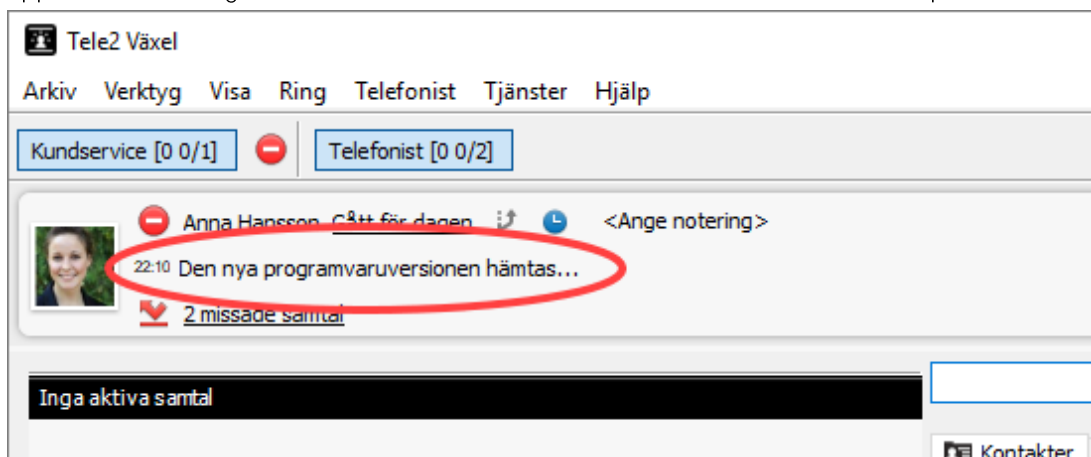 Tele2 Växel
Arkiv Verktyg Visa Ring Telefonist Tjänster Hjälp
Kundservice [0 0/1] Telefonist [0 0/2]
Anna Hansson, Gått för dagen <Ange notering>
22:10 Den nya programvaruversionen hämtas...
2 missade samtal
Inga aktiva samtal
Kontakter